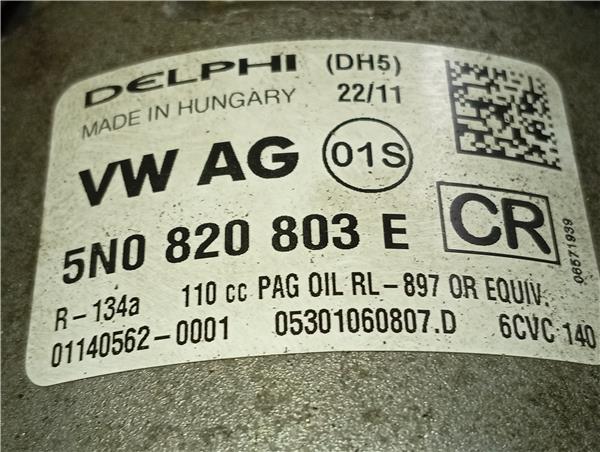 DELPHI (DH5)
MADE IN HUNGARY 22/11
VW AG 01S
5N0 820 803 E CR
R-134a 110 cc PAG OIL RL-897 OR EQUIV.
01140562-0001 05301060807.D 6CVC 140
06571939